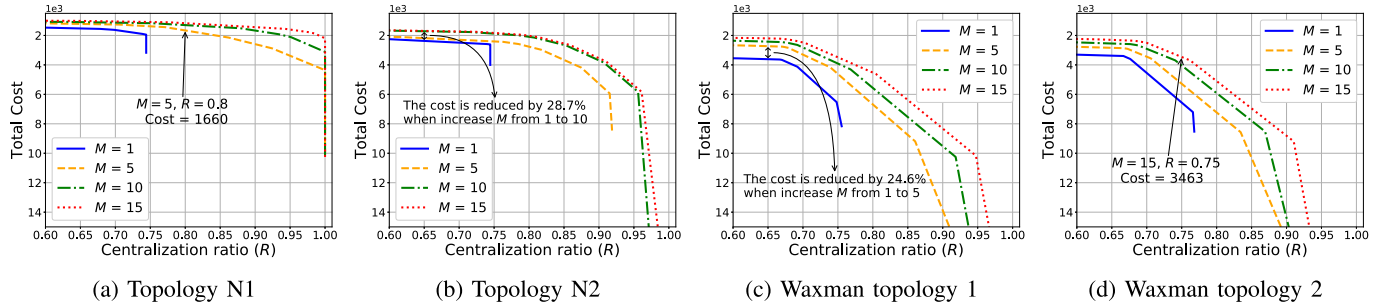 1e3
Total Cost
2
4
6
8
10
12
14
M = 5, R = 0.8
Cost = 1660
M = 1
M = 5
M = 10
M = 15
0.60 0.65 0.70 0.75 0.80 0.85 0.90 0.95 1.00
Centralization ratio (R)
(a) Topology N1
1e3
Total Cost
2
4
6
8
10
12
14
The cost is reduced by 28.7%
when increase M from 1 to 10
M = 1
M = 5
M = 10
M = 15
0.60 0.65 0.70 0.75 0.80 0.85 0.90 0.95 1.00
Centralization ratio (R)
(b) Topology N2
1e3
Total Cost
2
4
6
8
10
12
14
M = 1
M = 5
M = 10
M = 15
The cost is reduced by 24.6%
when increase M from 1 to 5
0.60 0.65 0.70 0.75 0.80 0.85 0.90 0.95 1.00
Centralization ratio (R)
(c) Waxman topology 1
1e3
Total Cost
2
4
6
8
10
12
14
M = 1
M = 5
M = 10
M = 15
M = 15, R = 0.75
Cost = 3463
0.60 0.65 0.70 0.75 0.80 0.85 0.90 0.95 1.00
Centralization ratio (R)
(d) Waxman topology 2